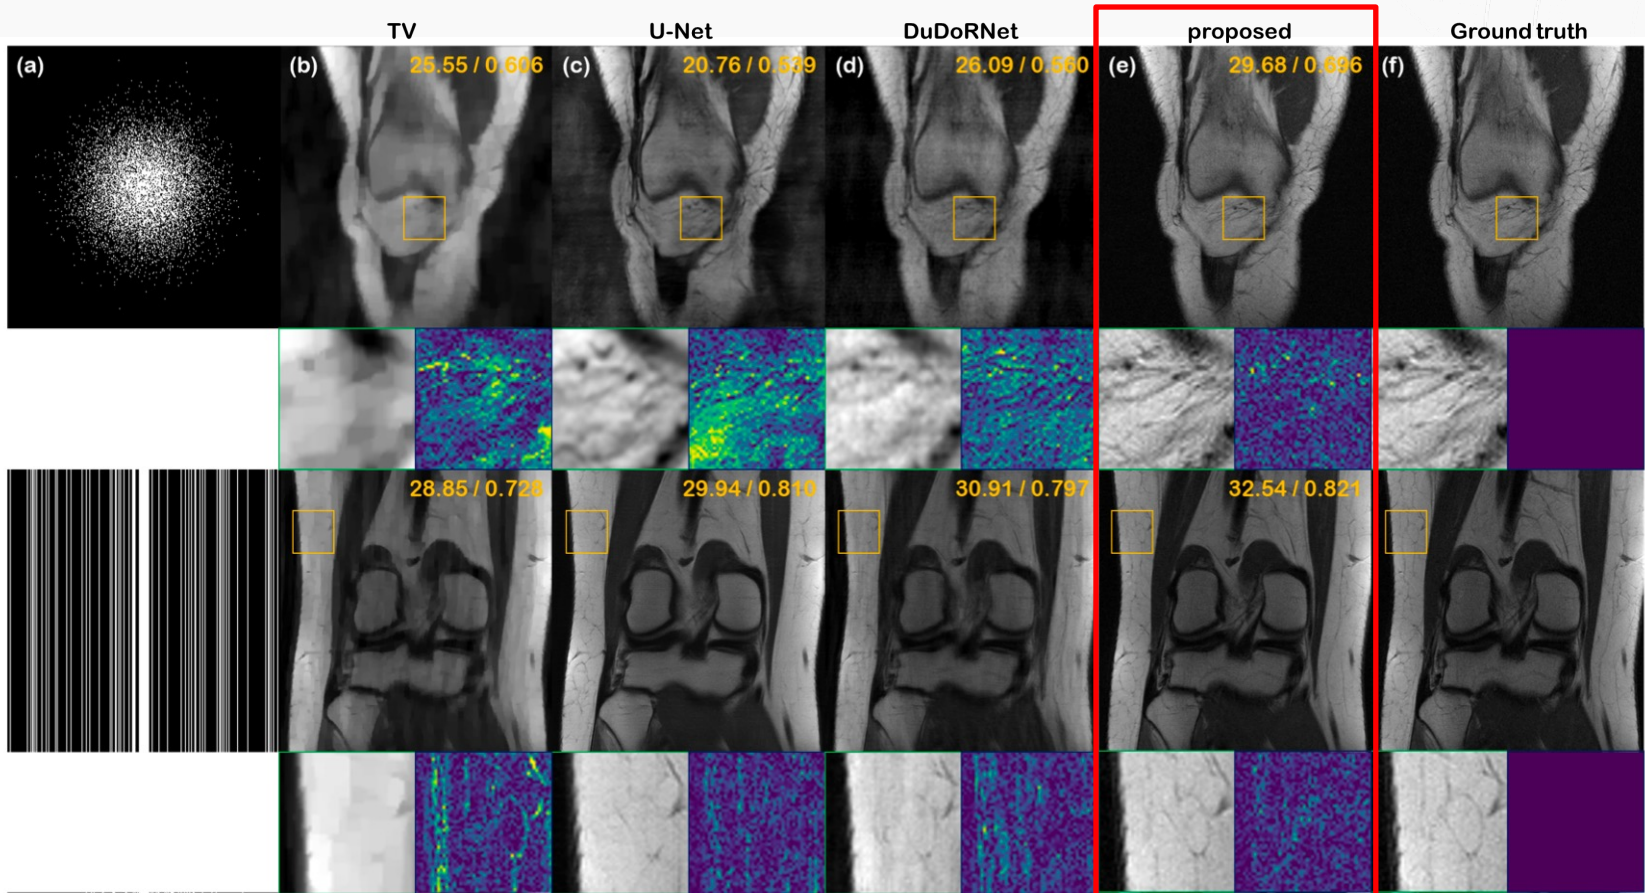 TV U-Net DuDoRNet proposed Ground truth
(a) (b) 25.55 / 0.606 (c) 20.76 / 0.539 (d) 26.09 / 0.560 (e) 29.68 / 0.696 (f)
28.85 / 0.728 29.94 / 0.810 30.91 / 0.797 32.54 / 0.821